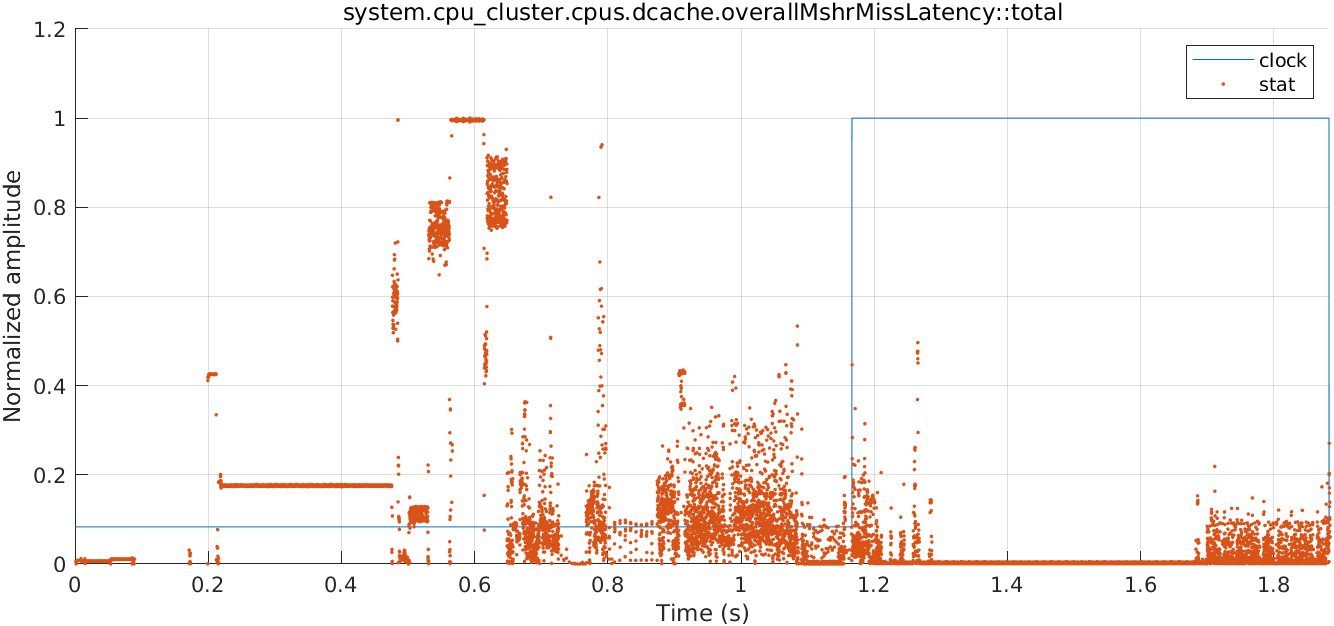 system.cpu_cluster.cpus.dcache.overallMshrMissLatency::total
1.2
1
0.8
0.6
0.4
0.2
0
Normalized amplitude
clock
stat
0 0.2 0.4 0.6 0.8 1 1.2 1.4 1.6 1.8
Time (s)